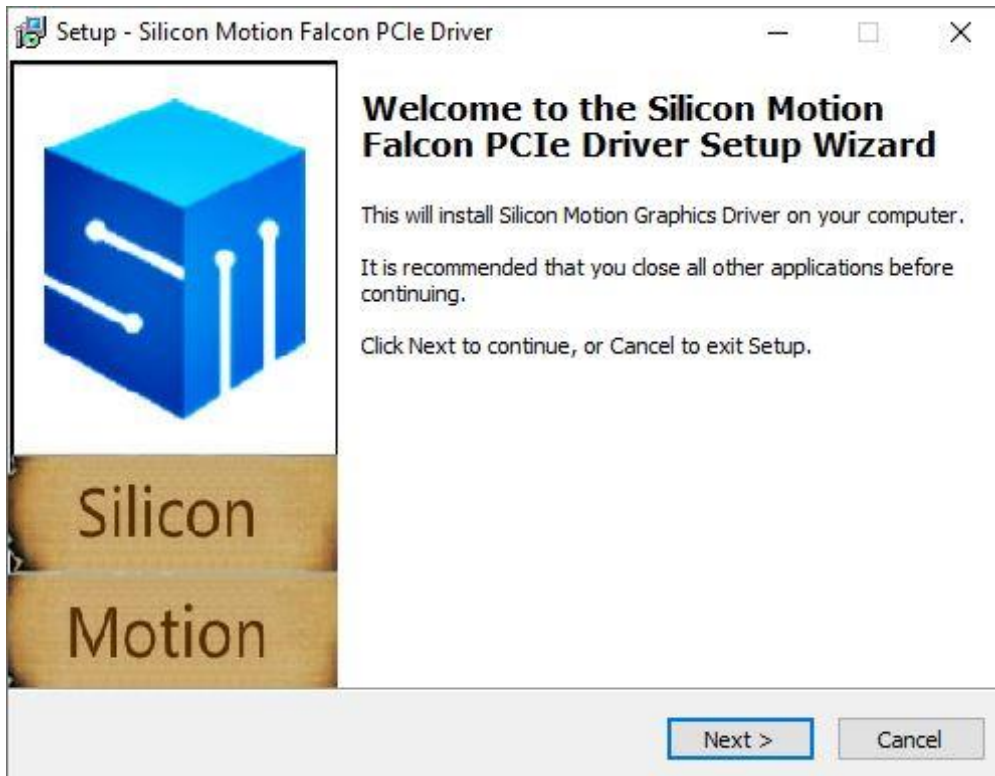 Setup - Silicon Motion Falcon PCIe Driver
Welcome to the Silicon Motion
Falcon PCIe Driver Setup Wizard
This will install Silicon Motion Graphics Driver on your computer.
It is recommended that you close all other applications before
continuing.
Click Next to continue, or Cancel to exit Setup.
Silicon
Motion
Next >
Cancel